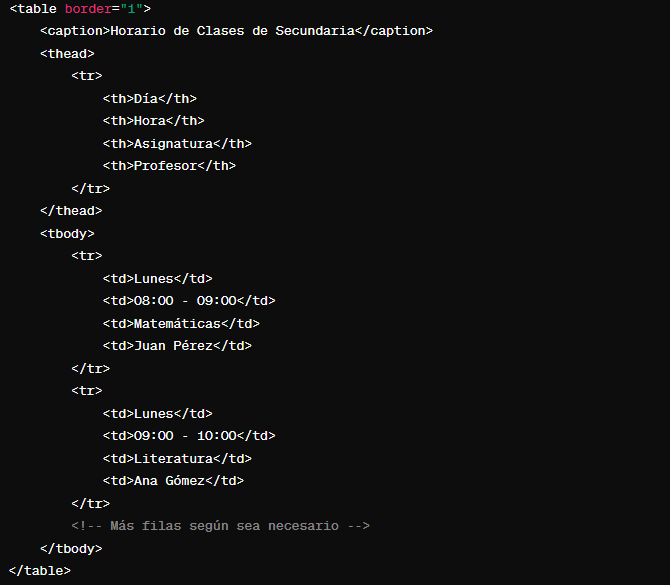 <table border="1">
    <caption>Horario de Clases de Secundaria</caption>
    <thead>
        <tr>
            <th>Día</th>
            <th>Hora</th>
            <th>Asignatura</th>
            <th>Profesor</th>
        </tr>
    </thead>
    <tbody>
        <tr>
            <td>Lunes</td>
            <td>08:00 - 09:00</td>
            <td>Matemáticas</td>
            <td>Juan Pérez</td>
        </tr>
        <tr>
            <td>Lunes</td>
            <td>09:00 - 10:00</td>
            <td>Literatura</td>
            <td>Ana Gómez</td>
        </tr>
        <!-- Más filas según sea necesario -->
    </tbody>
</table>